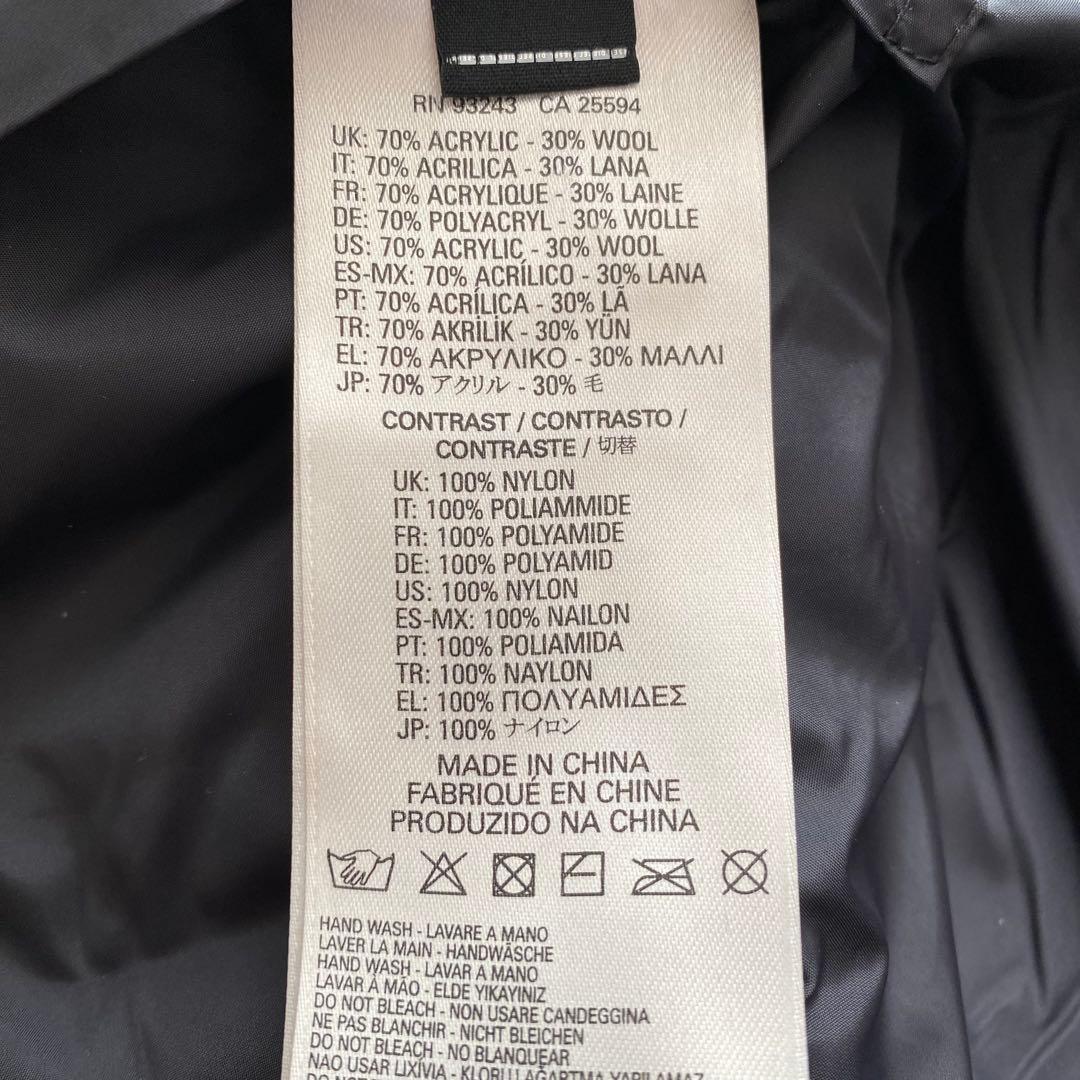 RN 93243 CA 25594
UK: 70% ACRYLIC - 30% WOOL
IT: 70% ACRILICA - 30% LANA
FR: 70% ACRYLIQUE - 30% LAINE
DE: 70% POLYACRYL - 30% WOLLE
US: 70% ACRYLIC - 30% WOOL
ES-MX: 70% ACRÍLICO - 30% LANA
PT: 70% ACRÍLICA - 30% LÃ
TR: 70% AKRİLİK - 30% YÜN
EL: 70% ΑΚΡΥΛΙΚΟ - 30% ΜΑΛΛΙ
JP: 70% アクリル - 30% 毛
CONTRAST / CONTRASTO /
CONTRASTE / 切替
UK: 100% NYLON
IT: 100% POLIAMMIDE
FR: 100% POLYAMIDE
DE: 100% POLYAMID
US: 100% NYLON
ES-MX: 100% NAILON
PT: 100% POLIAMIDA
TR: 100% NAYLON
EL: 100% ΠΟΛΥΑΜΙΔΕΣ
JP: 100% ナイロン
MADE IN CHINA
FABRIQUÉ EN CHINE
PRODUZIDO NA CHINA
HAND WASH - LAVARE A MANO
LAVER LA MAIN - HANDWÄSCHE
HAND WASH - LAVAR A MANO
LAVAR À MÃO - ELDE YIKAYINIZ
DO NOT BLEACH - NON USARE CANDEGGINA
NE PAS BLANCHIR - NICHT BLEICHEN
DO NOT BLEACH - NO BLANQUEAR
NAO USAR LIXÍVIA - KLORLU AĞARTMA YAPILAMAZ